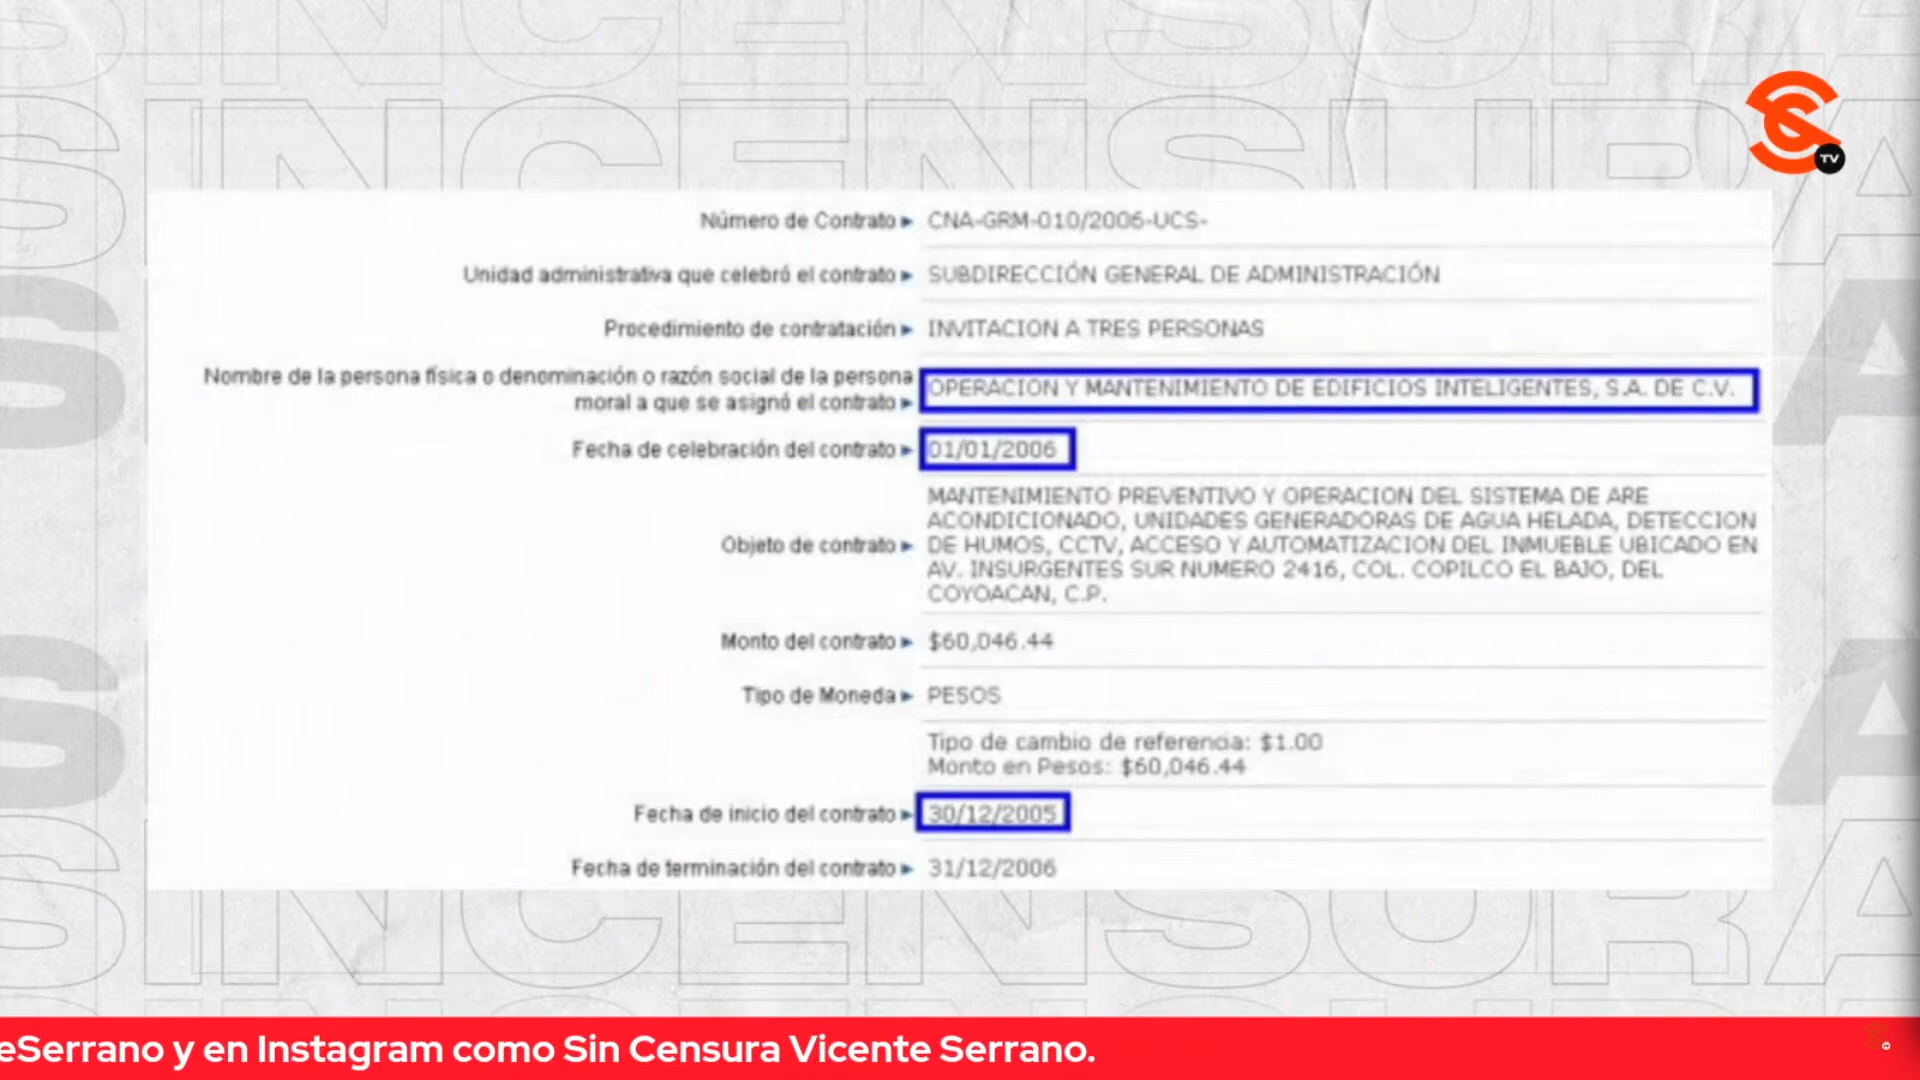 SINCENSURA
TV
Número de Contrato ▸ CNA-GRM-010/2006-UCS-
Unidad administrativa que celebró el contrato ▸ SUBDIRECCIÓN GENERAL DE ADMINISTRACIÓN
Procedimiento de contratación ▸ INVITACION A TRES PERSONAS
Nombre de la persona física o denominación o razón social de la persona
moral a que se asignó el contrato ▸ OPERACION Y MANTENIMIENTO DE EDIFICIOS INTELIGENTES, S.A. DE C.V.
Fecha de celebración del contrato ▸ 01/01/2006
Objeto de contrato ▸ MANTENIMIENTO PREVENTIVO Y OPERACION DEL SISTEMA DE ARE
ACONDICIONADO, UNIDADES GENERADORAS DE AGUA HELADA, DETECCION
DE HUMOS, CCTV, ACCESO Y AUTOMATIZACION DEL INMUEBLE UBICADO EN
AV. INSURGENTES SUR NUMERO 2416, COL. COPILCO EL BAJO, DEL
COYOACAN, C.P.
Monto del contrato ▸ $60,046.44
Tipo de Moneda ▸ PESOS
Tipo de cambio de referencia: $1.00
Monto en Pesos: $60,046.44
Fecha de inicio del contrato ▸ 30/12/2005
Fecha de terminación del contrato ▸ 31/12/2006
SINCENSURA
eSerrano y en Instagram como Sin Censura Vicente Serrano.